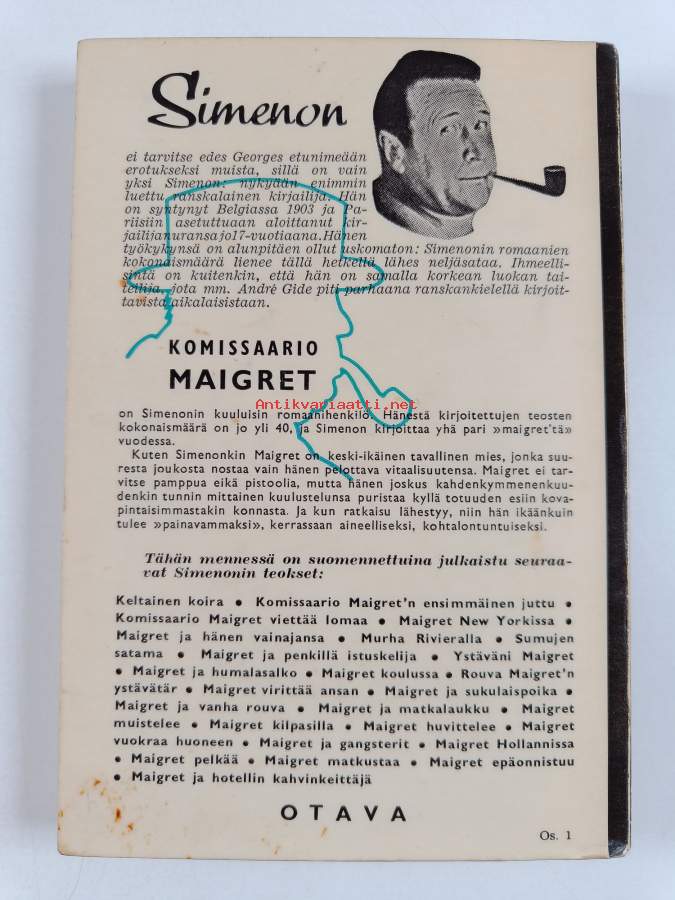 Simenon
ei tarvitse edes Georges etunimeään
erotukseksi muista, sillä on vain
yksi Simenon: nykyään enimmin
luettu ranskalainen kirjailija. Hän
on syntynyt Belgiassa 1903 ja Pa-
riisiin asetuttuaan aloittanut kir-
jailijanuransa jo 17-vuotiaana. Hänen
työkykynsä on alunpitäen ollut uskomaton: Simenonin romaanien
kokonaismäärä lienee tällä hetkellä lähes neljäsataa. Ihmeelli-
sintä on kuitenkin, että hän on samalla korkean luokan tai-
teilija, jota mm. André Gide piti parhaana ranskankielellä kirjoit-
tavista aikalaisistaan.
KOMISSAARIO
MAIGRET
Antikvariaatti.net
on Simenonin kuuluisin romaanihenkilö. Hänestä kirjoitettujen teosten
kokonaismäärä on jo yli 40, ja Simenon kirjoittaa yhä pari »maigret'tä»
vuodessa.
Kuten Simenonkin Maigret on keski-ikäinen tavallinen mies, jonka suu-
resta joukosta nostaa vain hänen pelottava vitaalisuutensa. Maigret ei tar-
vitse pamppua eikä pistoolia, mutta hänen joskus kahdenkymmenenkuu-
denkin tunnin mittainen kuulustelunsa puristaa kyllä totuuden esiin kova-
pintaisimmastakin konnasta. Ja kun ratkaisu lähestyy, niin hän ikäänkuin
tulee »painavammaksi», kerrassaan aineelliseksi, kohtalontuntuiseksi.
Tähän mennessä on suomennettuina julkaistu seuraa-
vat Simenonin teokset:
Keltainen koira • Komissaario Maigret'n ensimmäinen juttu •
Komissaario Maigret viettää lomaa • Maigret New Yorkissa •
Maigret ja hänen vainajansa • Murha Rivieralla • Sumujen
satama • Maigret ja penkillä istuskelija • Ystäväni Maigret
• Maigret ja humalasalko • Maigret koulussa • Rouva Maigret'n
ystävätär • Maigret virittää ansan • Maigret ja sukulaispoika •
Maigret ja vanha rouva • Maigret ja matkalaukku • Maigret
muistelee • Maigret kilpasilla • Maigret huvittelee • Maigret
vuokraa huoneen • Maigret ja gangsterit • Maigret Hollannissa
• Maigret pelkää • Maigret matkustaa • Maigret epäonnistuu
• Maigret ja hotellin kahvinkeittäjä
OTAVA
Os. 1